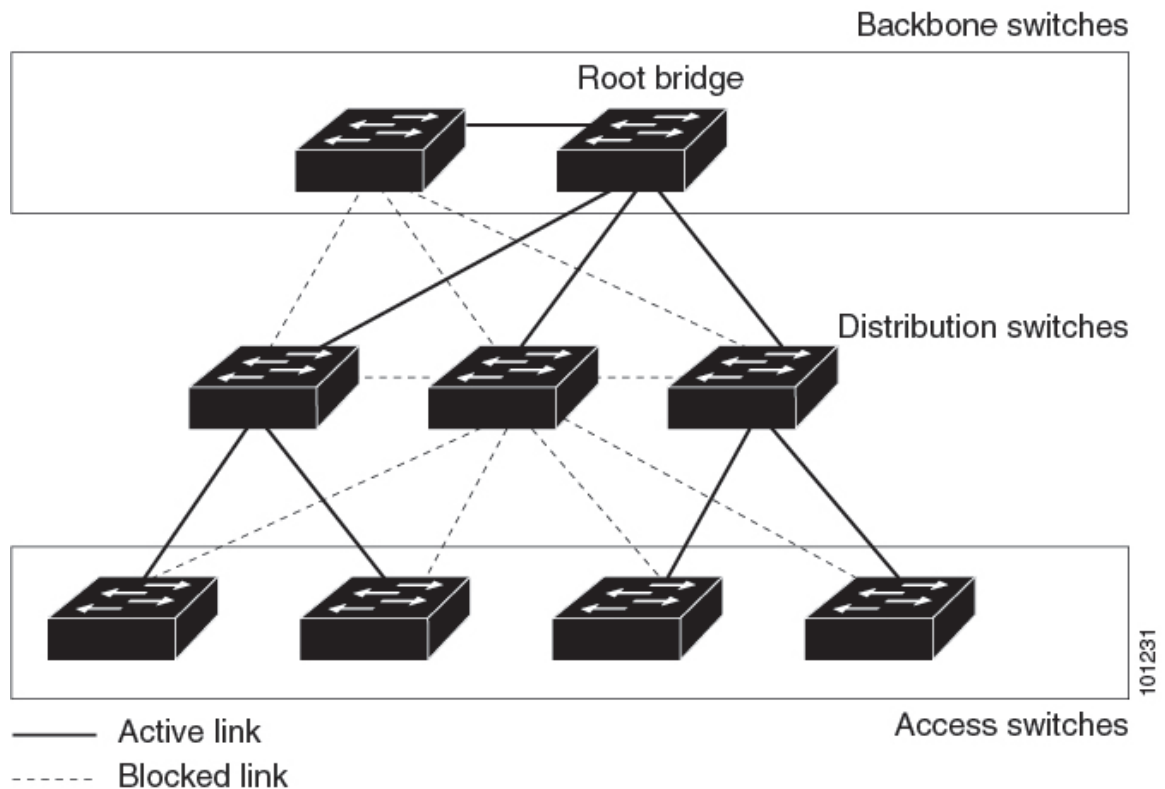 Backbone switches
Root bridge
Distribution switches
Access switches
Active link
Blocked link
101231